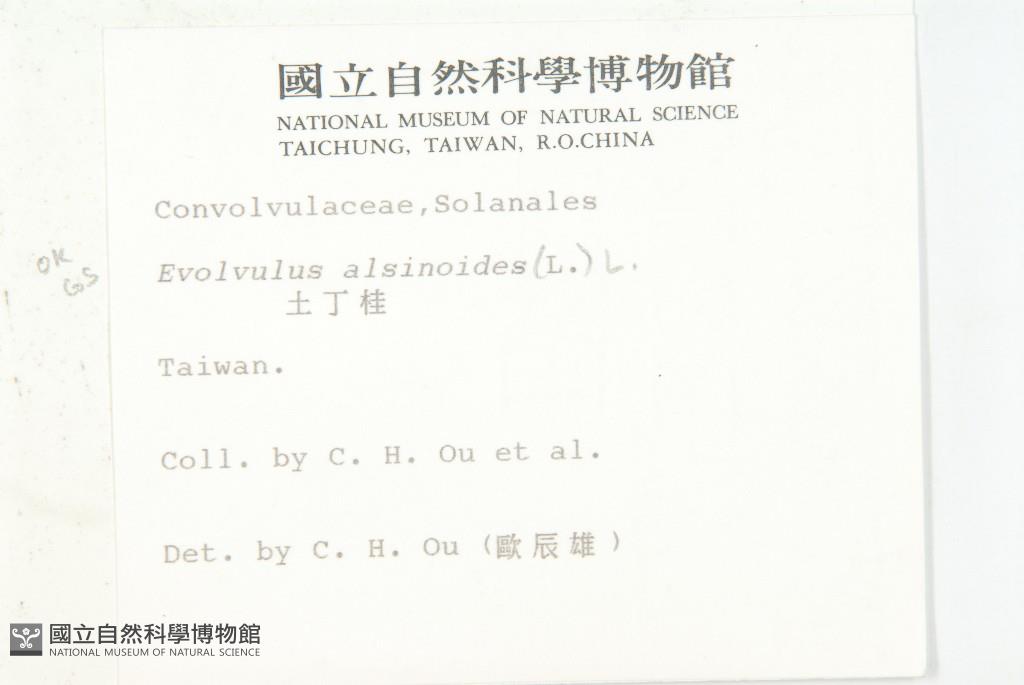 國立自然科學博物館
NATIONAL MUSEUM OF NATURAL SCIENCE
TAICHUNG, TAIWAN, R.O.CHINA
Convolvulaceae,Solanales
OK
GS
Evolvulus alsinoides(L.) L.
土丁桂
Taiwan.
Coll. by C. H. Ou et al.
Det. by C. H. Ou (歐辰雄)
國立自然科學博物館
NATIONAL MUSEUM OF NATURAL SCIENCE